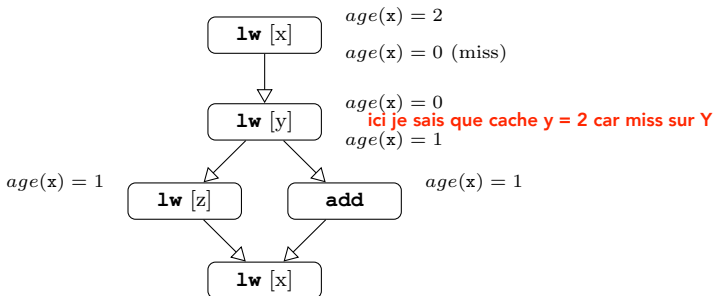 age(x) = 2
lw [x]
age(x) = 0 (miss)
age(x) = 0
ici je sais que cache y = 2 car miss sur Y
lw [y]
age(x) = 1
age(x) = 1
lw [z]
add
age(x) = 1
lw [x]